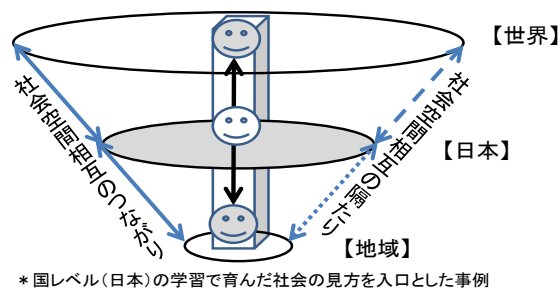 【世界】
社会空間相互のつながり
社会空間相互の隔たり
【日本】
【地域】
＊国レベル(日本)の学習で育んだ社会の見方を入口とした事例